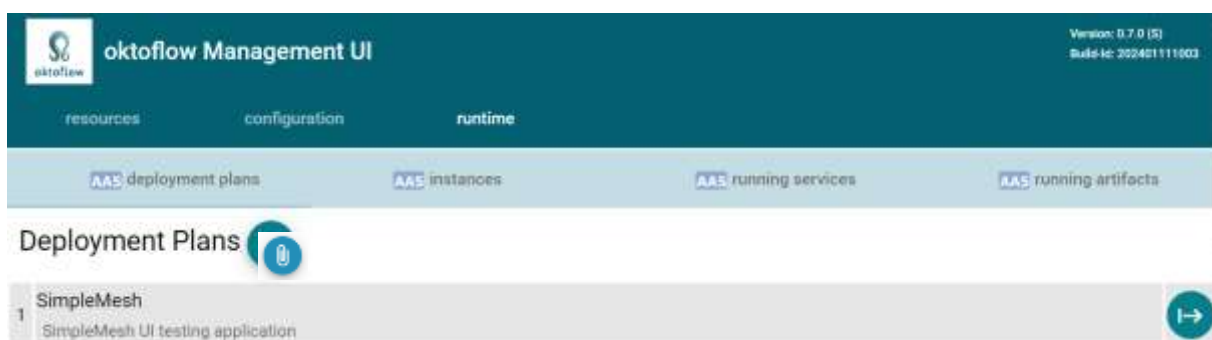 oktoflow Management UI
Version: 0.7.0 (S)
Build-Id: 202401111003
oktoflow
resources configuration runtime
AAS deployment plans AAS instances AAS running services AAS running artifacts
Deployment Plans
SimpleMesh
1
SimpleMesh UI testing application